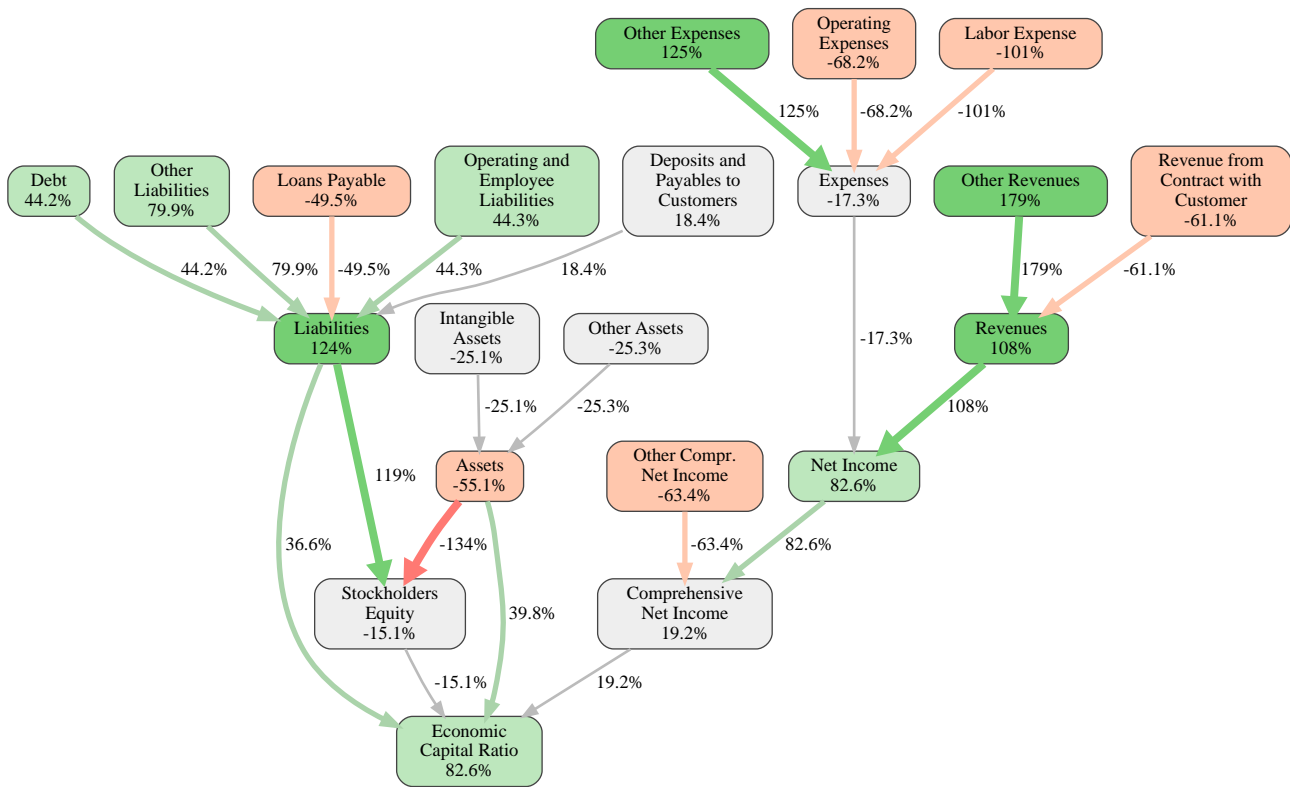 Other Expenses
125%
Operating
Expenses
-68.2%
Labor Expense
-101%
125%
-68.2%
-101%
Debt
44.2%
Other
Liabilities
79.9%
Loans Payable
-49.5%
Operating and
Employee
Liabilities
44.3%
Deposits and
Payables to
Customers
18.4%
Expenses
-17.3%
Other Revenues
179%
Revenue from
Contract with
Customer
-61.1%
44.2%
79.9%
-49.5%
44.3%
18.4%
179%
-61.1%
Liabilities
124%
Intangible
Assets
-25.1%
Other Assets
-25.3%
-17.3%
Revenues
108%
-25.1%
-25.3%
108%
119%
Assets
-55.1%
Other Compr.
Net Income
-63.4%
Net Income
82.6%
36.6%
-134%
-63.4%
82.6%
Stockholders
Equity
-15.1%
39.8%
Comprehensive
Net Income
19.2%
-15.1%
19.2%
Economic
Capital Ratio
82.6%